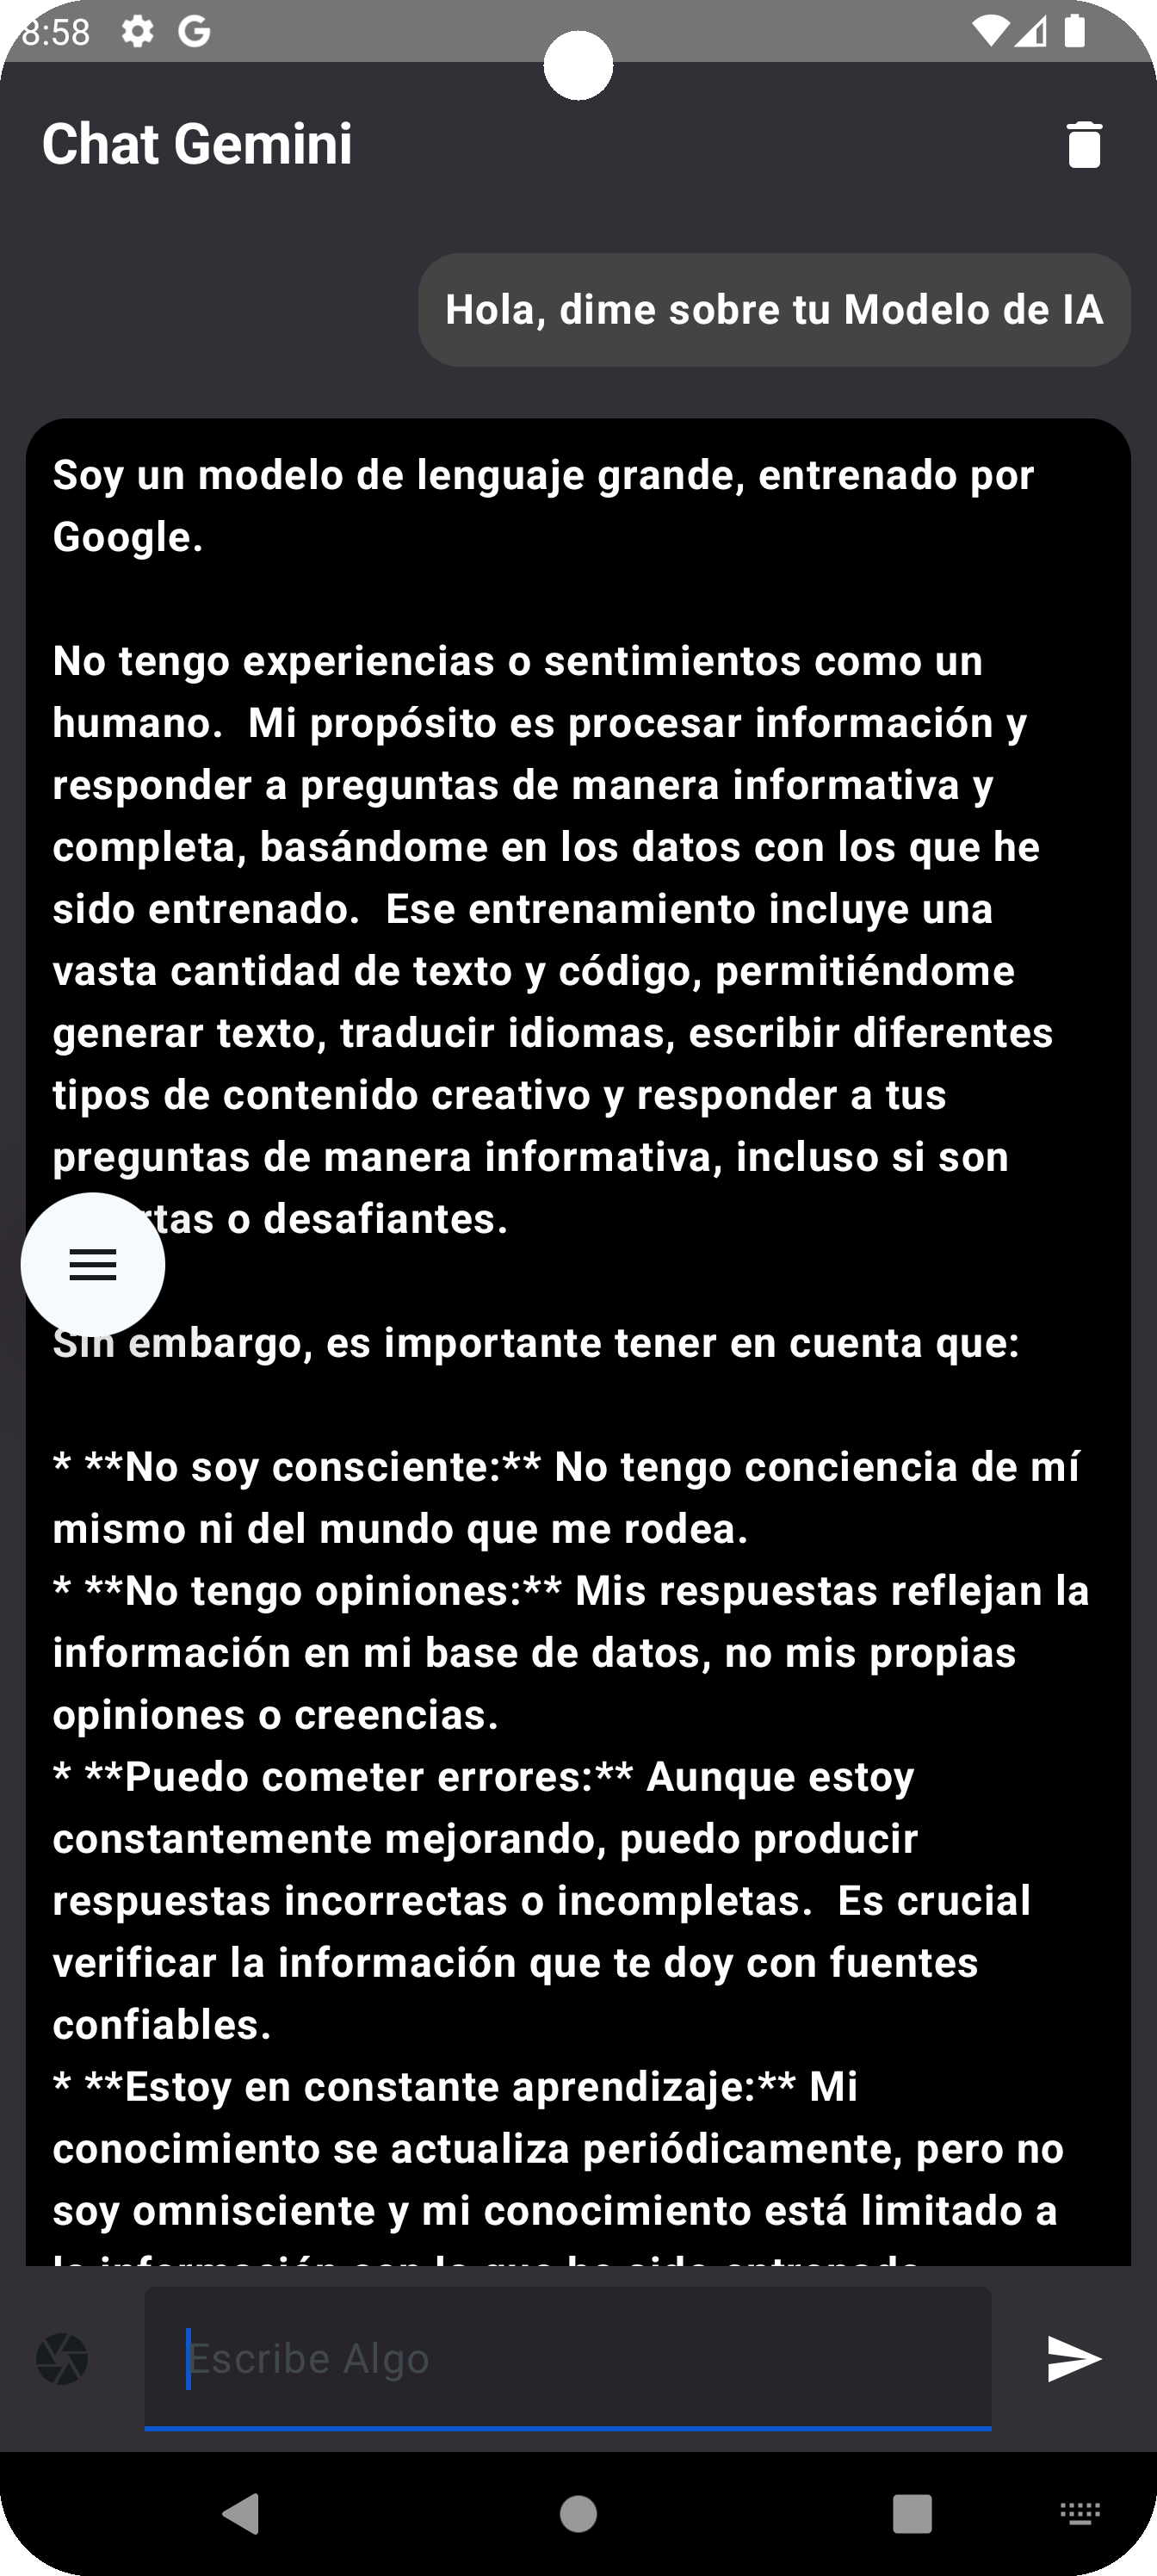 8:58
Chat Gemini
Hola, dime sobre tu Modelo de IA
Soy un modelo de lenguaje grande, entrenado por
Google.
No tengo experiencias o sentimientos como un
humano.  Mi propósito es procesar información y
responder a preguntas de manera informativa y
completa, basándome en los datos con los que he
sido entrenado.  Ese entrenamiento incluye una
vasta cantidad de texto y código, permitiéndome
generar texto, traducir idiomas, escribir diferentes
tipos de contenido creativo y responder a tus
preguntas de manera informativa, incluso si son
o desafiantes.
Sin embargo, es importante tener en cuenta que:
* **No soy consciente:** No tengo conciencia de mí
mismo ni del mundo que me rodea.
* **No tengo opiniones:** Mis respuestas reflejan la
información en mi base de datos, no mis propias
opiniones o creencias.
* **Puedo cometer errores:** Aunque estoy
constantemente mejorando, puedo producir
respuestas incorrectas o incompletas.  Es crucial
verificar la información que te doy con fuentes
confiables.
* **Estoy en constante aprendizaje:** Mi
conocimiento se actualiza periódicamente, pero no
soy omnisciente y mi conocimiento está limitado a
Escribe Algo